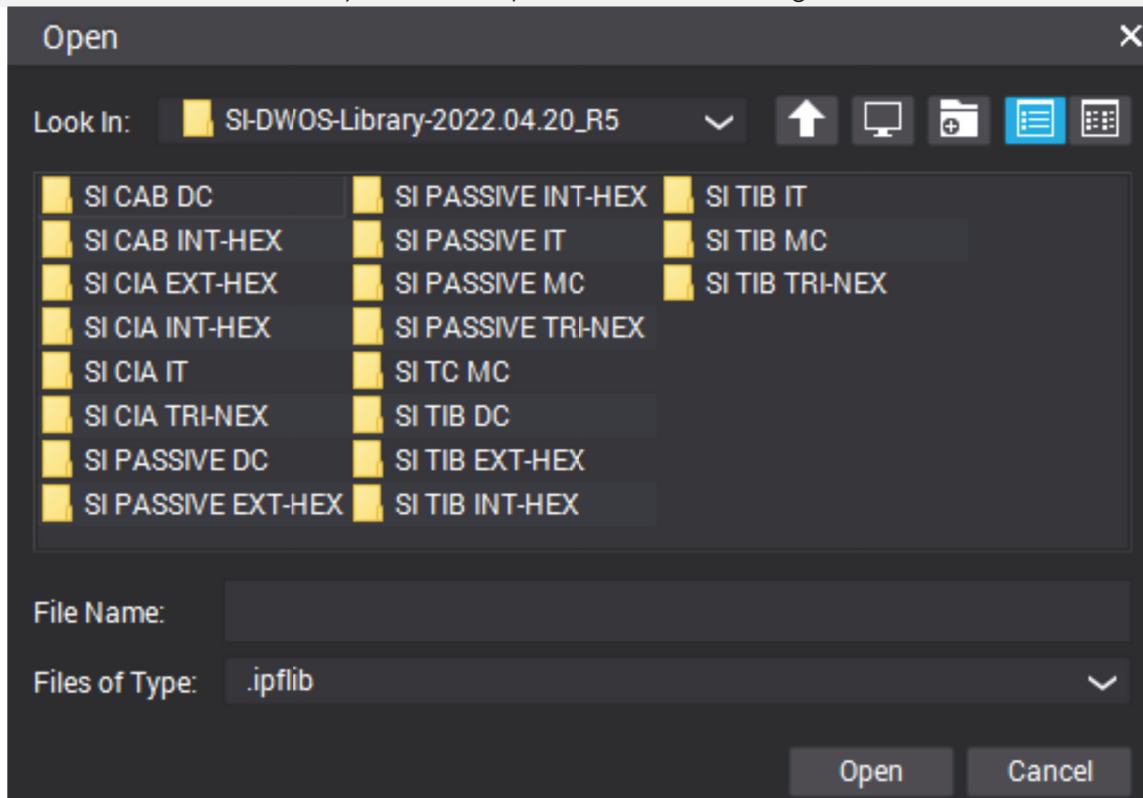 Open
Look In: SI-DWOS-Library-2022.04.20_R5
SI CAB DC
SI CAB INT-HEX
SI CIA EXT-HEX
SI CIA INT-HEX
SI CIA IT
SI CIA TRI-NEX
SI PASSIVE DC
SI PASSIVE EXT-HEX
SI PASSIVE INT-HEX
SI PASSIVE IT
SI PASSIVE MC
SI PASSIVE TRI-NEX
SI TC MC
SI TIB DC
SI TIB EXT-HEX
SI TIB INT-HEX
SI TIB IT
SI TIB MC
SI TIB TRI-NEX
File Name:
Files of Type: .ipflib
Open Cancel